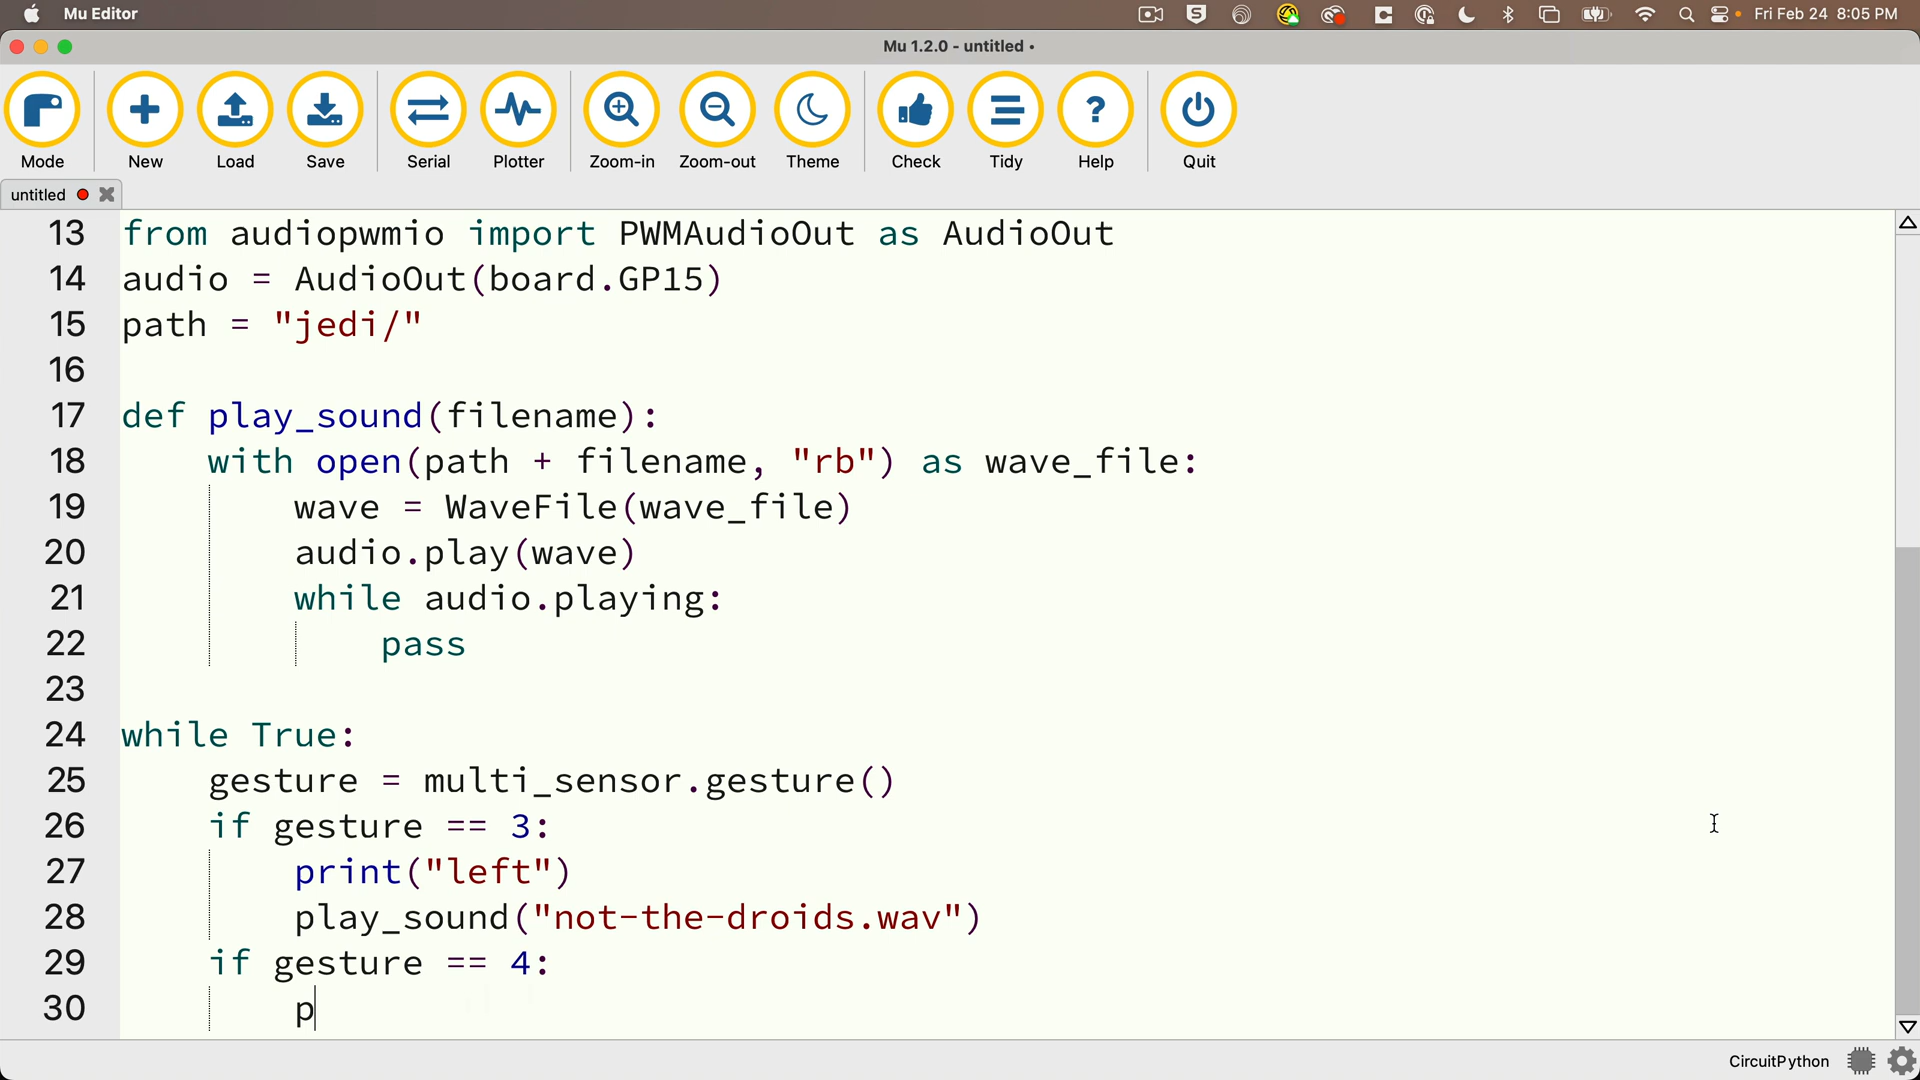 Mu Editor
Fri Feb 24 8:05 PM
Mu 1.2.0 - untitled •
Mode New Load Save Serial Plotter Zoom-in Zoom-out Theme Check Tidy Help Quit
untitled
13 from audiopwmio import PWMAudioOut as AudioOut
14 audio = AudioOut(board.GP15)
15 path = "jedi/"
16
17 def play_sound(filename):
18 with open(path + filename, "rb") as wave_file:
19 wave = WaveFile(wave_file)
20 audio.play(wave)
21 while audio.playing:
22 pass
23
24 while True:
25 gesture = multi_sensor.gesture()
26 if gesture == 3:
27 print("left")
28 play_sound("not-the-droids.wav")
29 if gesture == 4:
30 p
CircuitPython